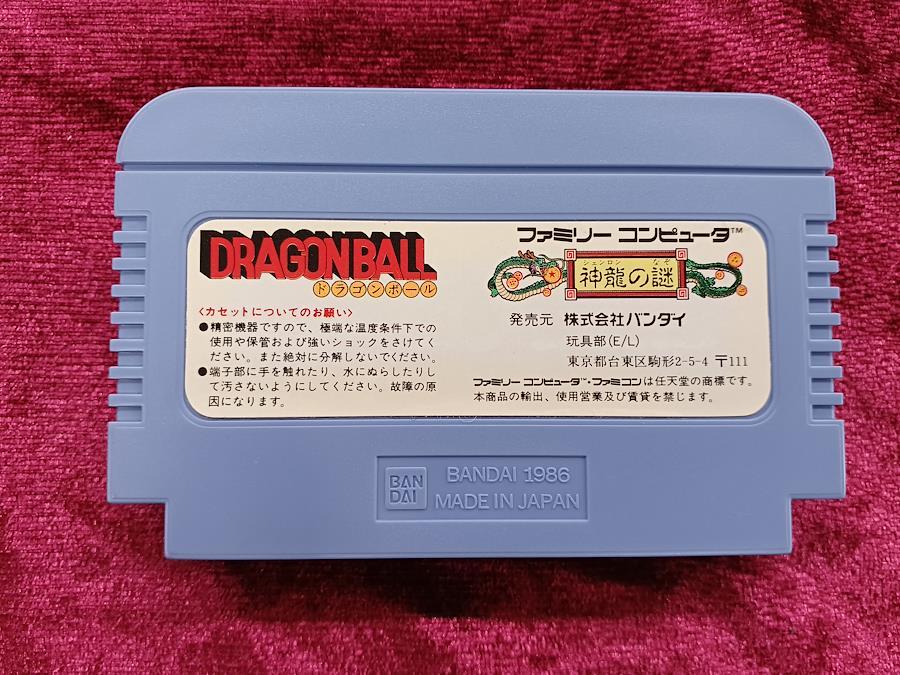 DRAGONBALL
ドラゴンボール
<カセットについてのお願い>
●精密機器ですので、極端な温度条件下での
使用や保管および強いショックをさけてく
ださい。また絶対に分解しないでください。
●端子部に手を触れたり、水にぬらしたりし
て汚さないようにしてください。故障の原
因になります。
ファミリー コンピュータ™
シェンロン なぞ
神龍の謎
発売元 株式会社バンダイ
玩具部(E/L)
東京都台東区駒形2-5-4 〒111
ファミリー コンピュータ™・ファミコンは任天堂の商標です。
本商品の輸出、使用営業及び賃貸を禁じます。
BAN
DAI
BANDAI 1986
MADE IN JAPAN